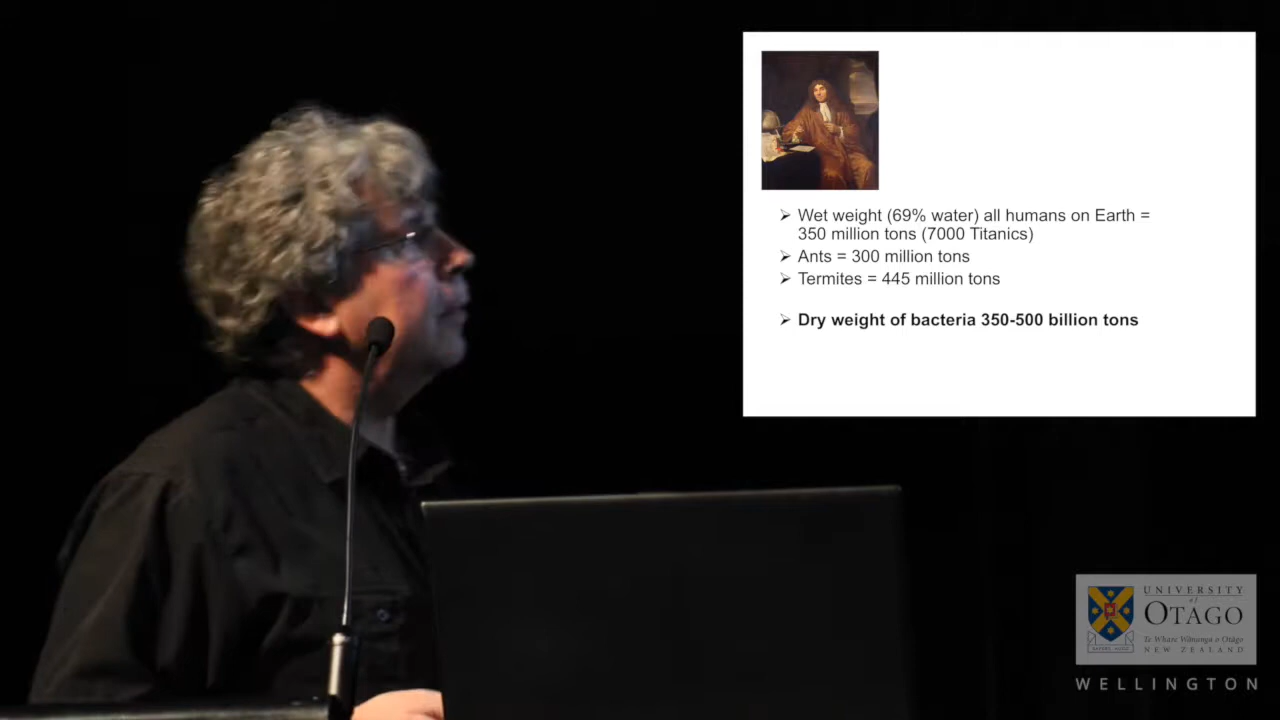 ➢ Wet weight (69% water) all humans on Earth =
350 million tons (7000 Titanics)
➢ Ants = 300 million tons
➢ Termites = 445 million tons
➢ Dry weight of bacteria 350-500 billion tons
UNIVERSITY
of
OTAGO
Te Whare Wānanga o Otāgo
NEW ZEALAND
SAPERE AUDE
WELLINGTON